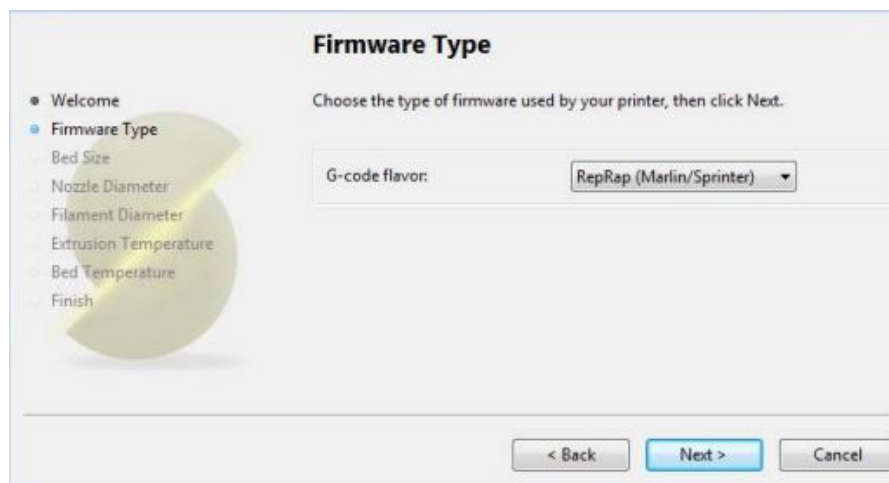 Firmware Type
Welcome
Firmware Type
Bed Size
Nozzle Diameter
Filament Diameter
Extrusion Temperature
Bed Temperature
Finish
Choose the type of firmware used by your printer, then click Next.
G-code flavor:
RepRap (Marlin/Sprinter)
< Back
Next >
Cancel